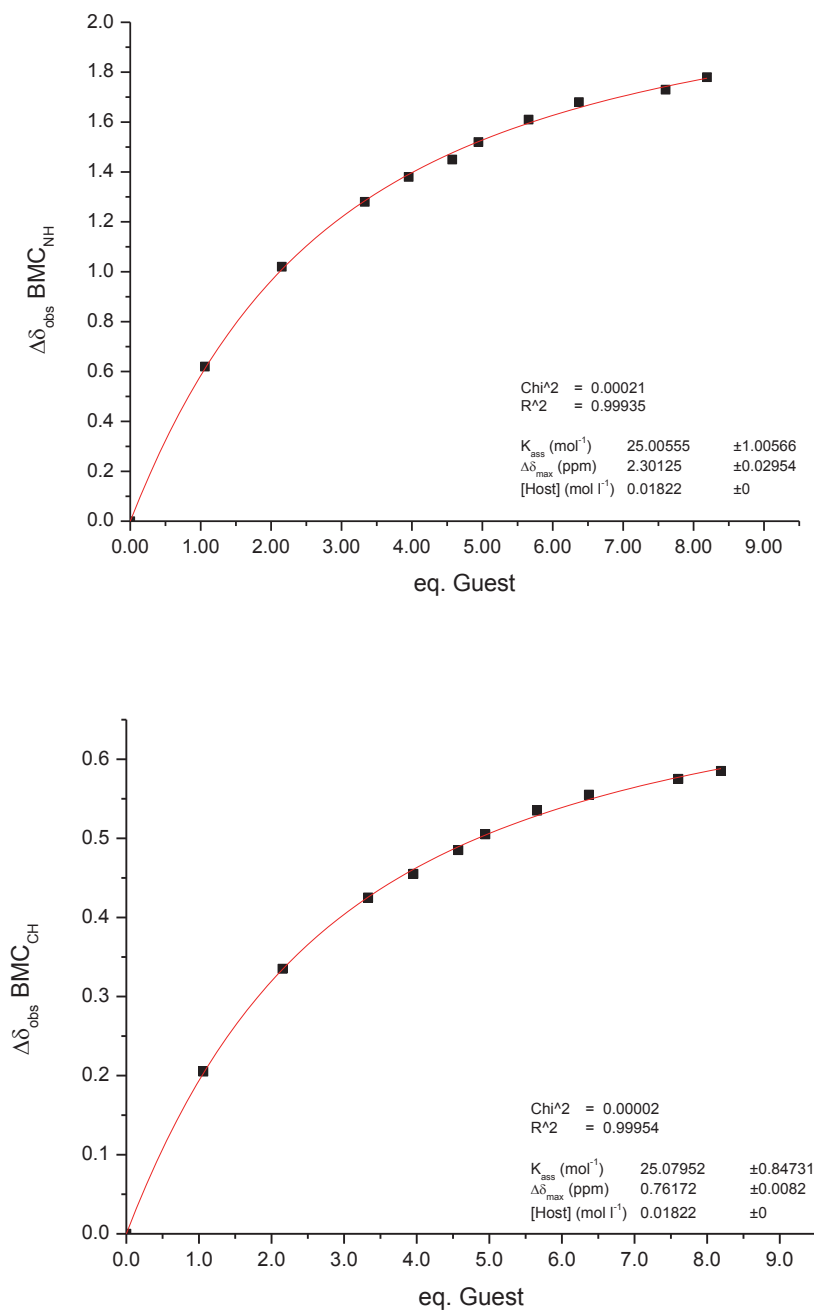 2.0
1.8
1.6
1.4
1.2
1.0
0.8
0.6
0.4
0.2
0.0
Δδobs BMCNH
Chi^2 = 0.00021
R^2 = 0.99935
Kass (mol-1) 25.00555 ±1.00566
Δδmax (ppm) 2.30125 ±0.02954
[Host] (mol l-1) 0.01822 ±0
0.00 1.00 2.00 3.00 4.00 5.00 6.00 7.00 8.00 9.00
eq. Guest
0.6
0.5
0.4
0.3
0.2
0.1
0.0
Δδobs BMCCH
Chi^2 = 0.00002
R^2 = 0.99954
Kass (mol-1) 25.07952 ±0.84731
Δδmax (ppm) 0.76172 ±0.0082
[Host] (mol l-1) 0.01822 ±0
0.0 1.0 2.0 3.0 4.0 5.0 6.0 7.0 8.0 9.0
eq. Guest